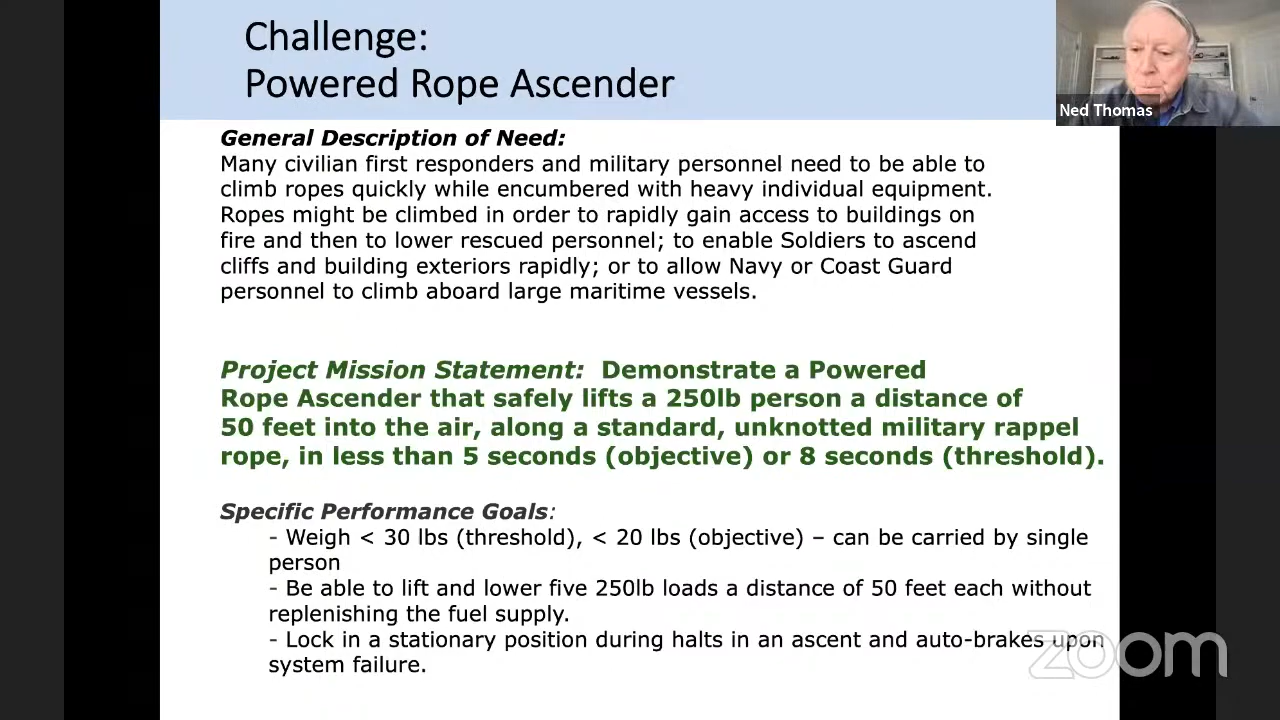 Challenge:
Powered Rope Ascender
Ned Thomas
General Description of Need:
Many civilian first responders and military personnel need to be able to
climb ropes quickly while encumbered with heavy individual equipment.
Ropes might be climbed in order to rapidly gain access to buildings on
fire and then to lower rescued personnel; to enable Soldiers to ascend
cliffs and building exteriors rapidly; or to allow Navy or Coast Guard
personnel to climb aboard large maritime vessels.
Project Mission Statement: Demonstrate a Powered
Rope Ascender that safely lifts a 250lb person a distance of
50 feet into the air, along a standard, unknotted military rappel
rope, in less than 5 seconds (objective) or 8 seconds (threshold).
Specific Performance Goals:
- Weigh < 30 lbs (threshold), < 20 lbs (objective) – can be carried by single
person
- Be able to lift and lower five 250lb loads a distance of 50 feet each without
replenishing the fuel supply.
- Lock in a stationary position during halts in an ascent and auto-brakes upon
system failure.
zoom